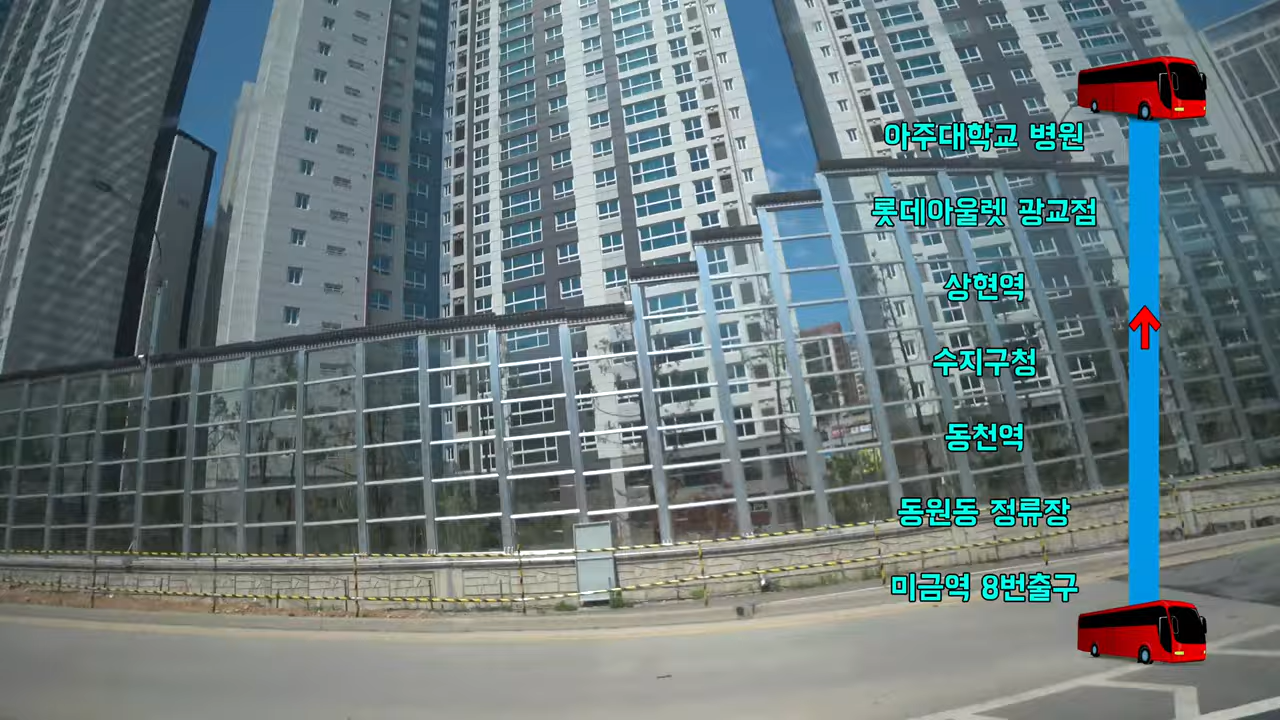 아주대학교 병원
롯데아울렛 광교점
상현역
수지구청
동천역
동원동 정류장
미금역 8번출구